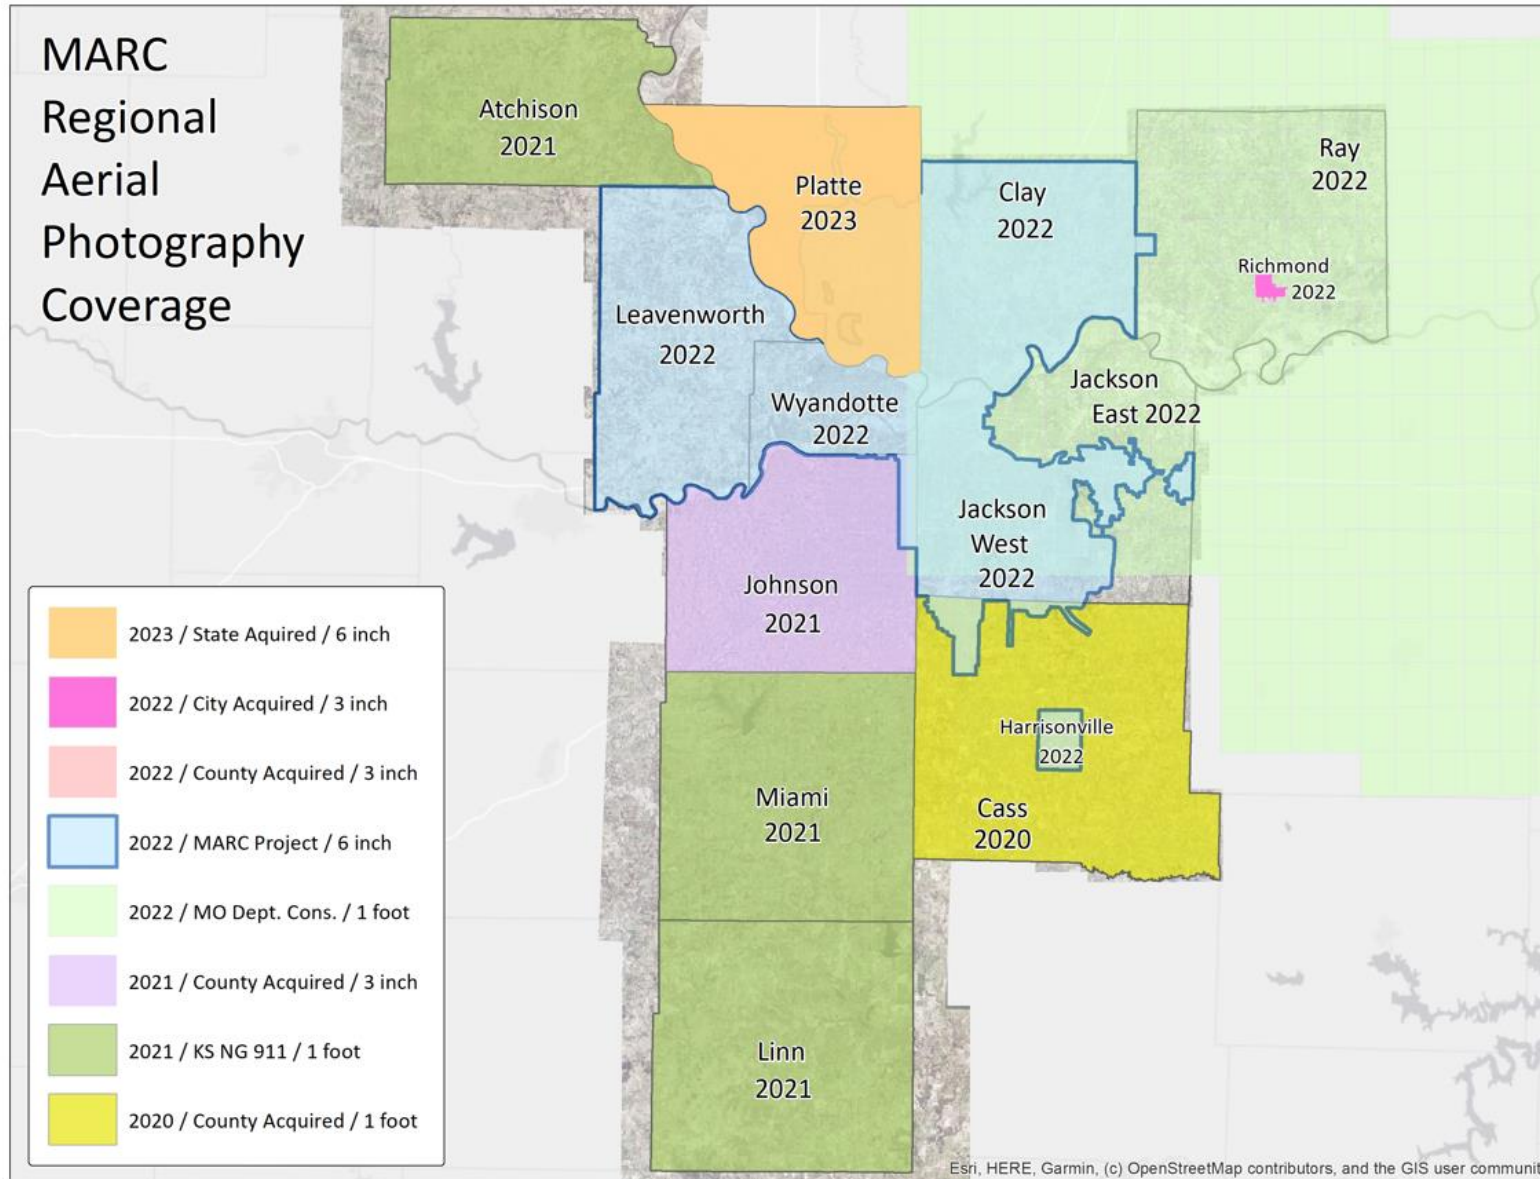 MARC
Regional
Aerial
Photography
Coverage
Atchison
2021
Platte
2023
Clay
2022
Ray
2022
Richmond
2022
Leavenworth
2022
Wyandotte
2022
Jackson
East 2022
Jackson
West
2022
Johnson
2021
Harrisonville
2022
Miami
2021
Cass
2020
Linn
2021
2023 / State Aquired / 6 inch
2022 / City Acquired / 3 inch
2022 / County Acquired / 3 inch
2022 / MARC Project / 6 inch
2022 / MO Dept. Cons. / 1 foot
2021 / County Acquired / 3 inch
2021 / KS NG 911 / 1 foot
2020 / County Acquired / 1 foot
Esri, HERE, Garmin, (c) OpenStreetMap contributors, and the GIS user communit